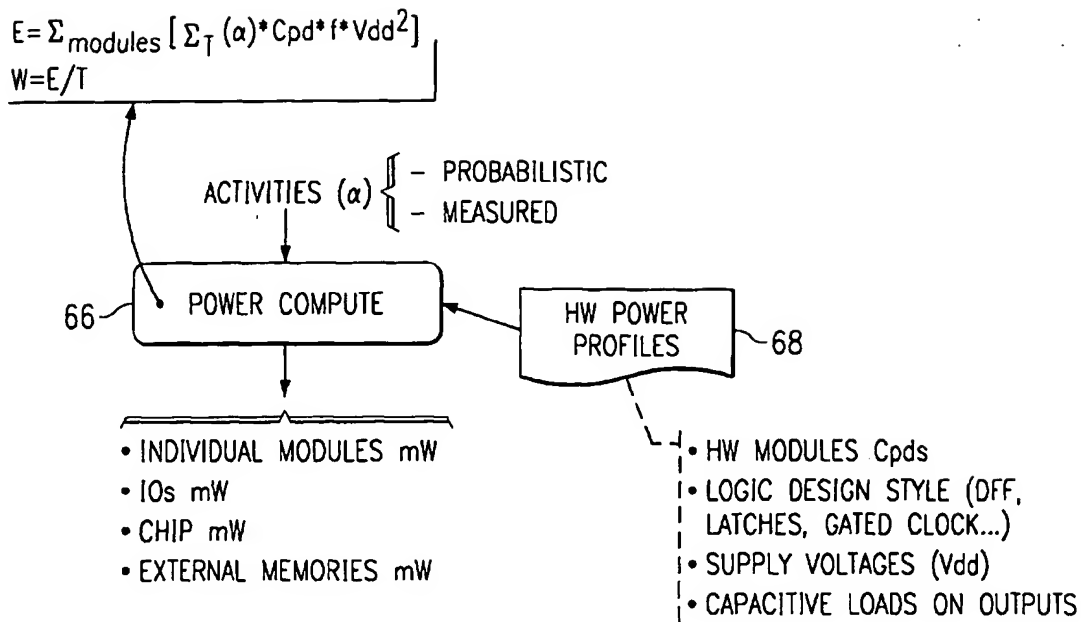 E=Σmodules[ΣT(α)*Cpd*f*Vdd²]
W=E/T
ACTIVITIES (α)
- PROBABILISTIC
- MEASURED
66
POWER COMPUTE
HW POWER
PROFILES
68
• INDIVIDUAL MODULES mW
• IOs mW
• CHIP mW
• EXTERNAL MEMORIES mW
• HW MODULES Cpds
• LOGIC DESIGN STYLE (DFF,
LATCHES, GATED CLOCK...)
• SUPPLY VOLTAGES (Vdd)
• CAPACITIVE LOADS ON OUTPUTS